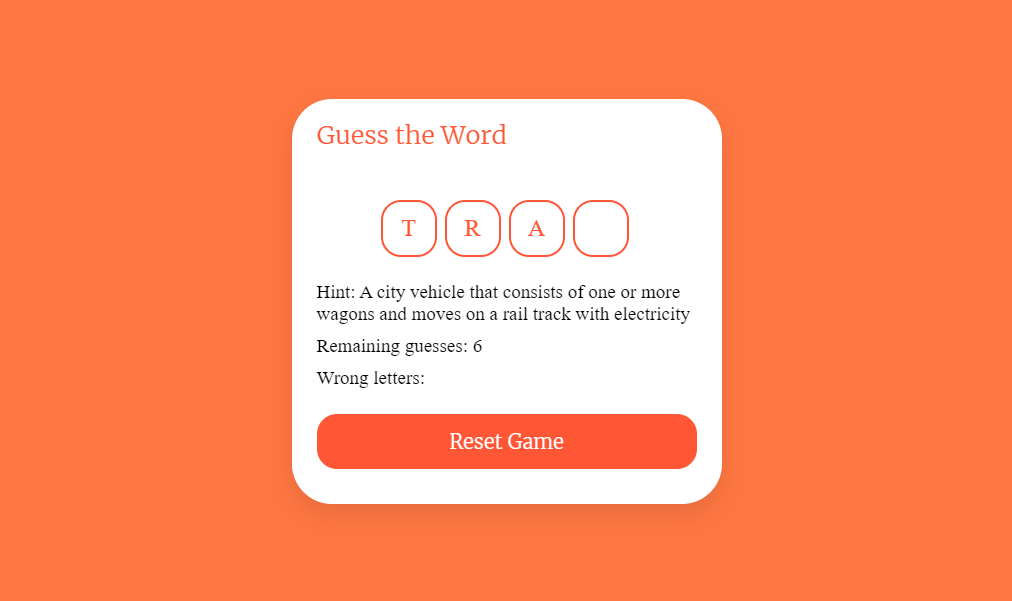 Guess the Word
T R A
Hint: A city vehicle that consists of one or more
wagons and moves on a rail track with electricity
Remaining guesses: 6
Wrong letters:
Reset Game